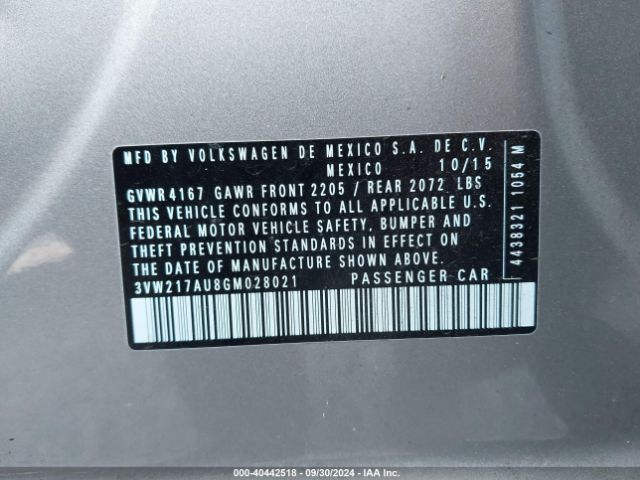 MFD BY VOLKSWAGEN DE MEXICO S.A. DE C.V.
MEXICO 10/15
GVWR 4167 GAWR FRONT 2205 / REAR 2072 LBS
THIS VEHICLE CONFORMS TO ALL APPLICABLE U.S.
FEDERAL MOTOR VEHICLE SAFETY, BUMPER AND
THEFT PREVENTION STANDARDS IN EFFECT ON
THE DATE OF MANUFACTURE SHOWN ABOVE.
3VW217AU8GM028021 PASSENGER CAR
4438321 1054 M
000-40442518 - 09/30/2024 - IAA Inc.